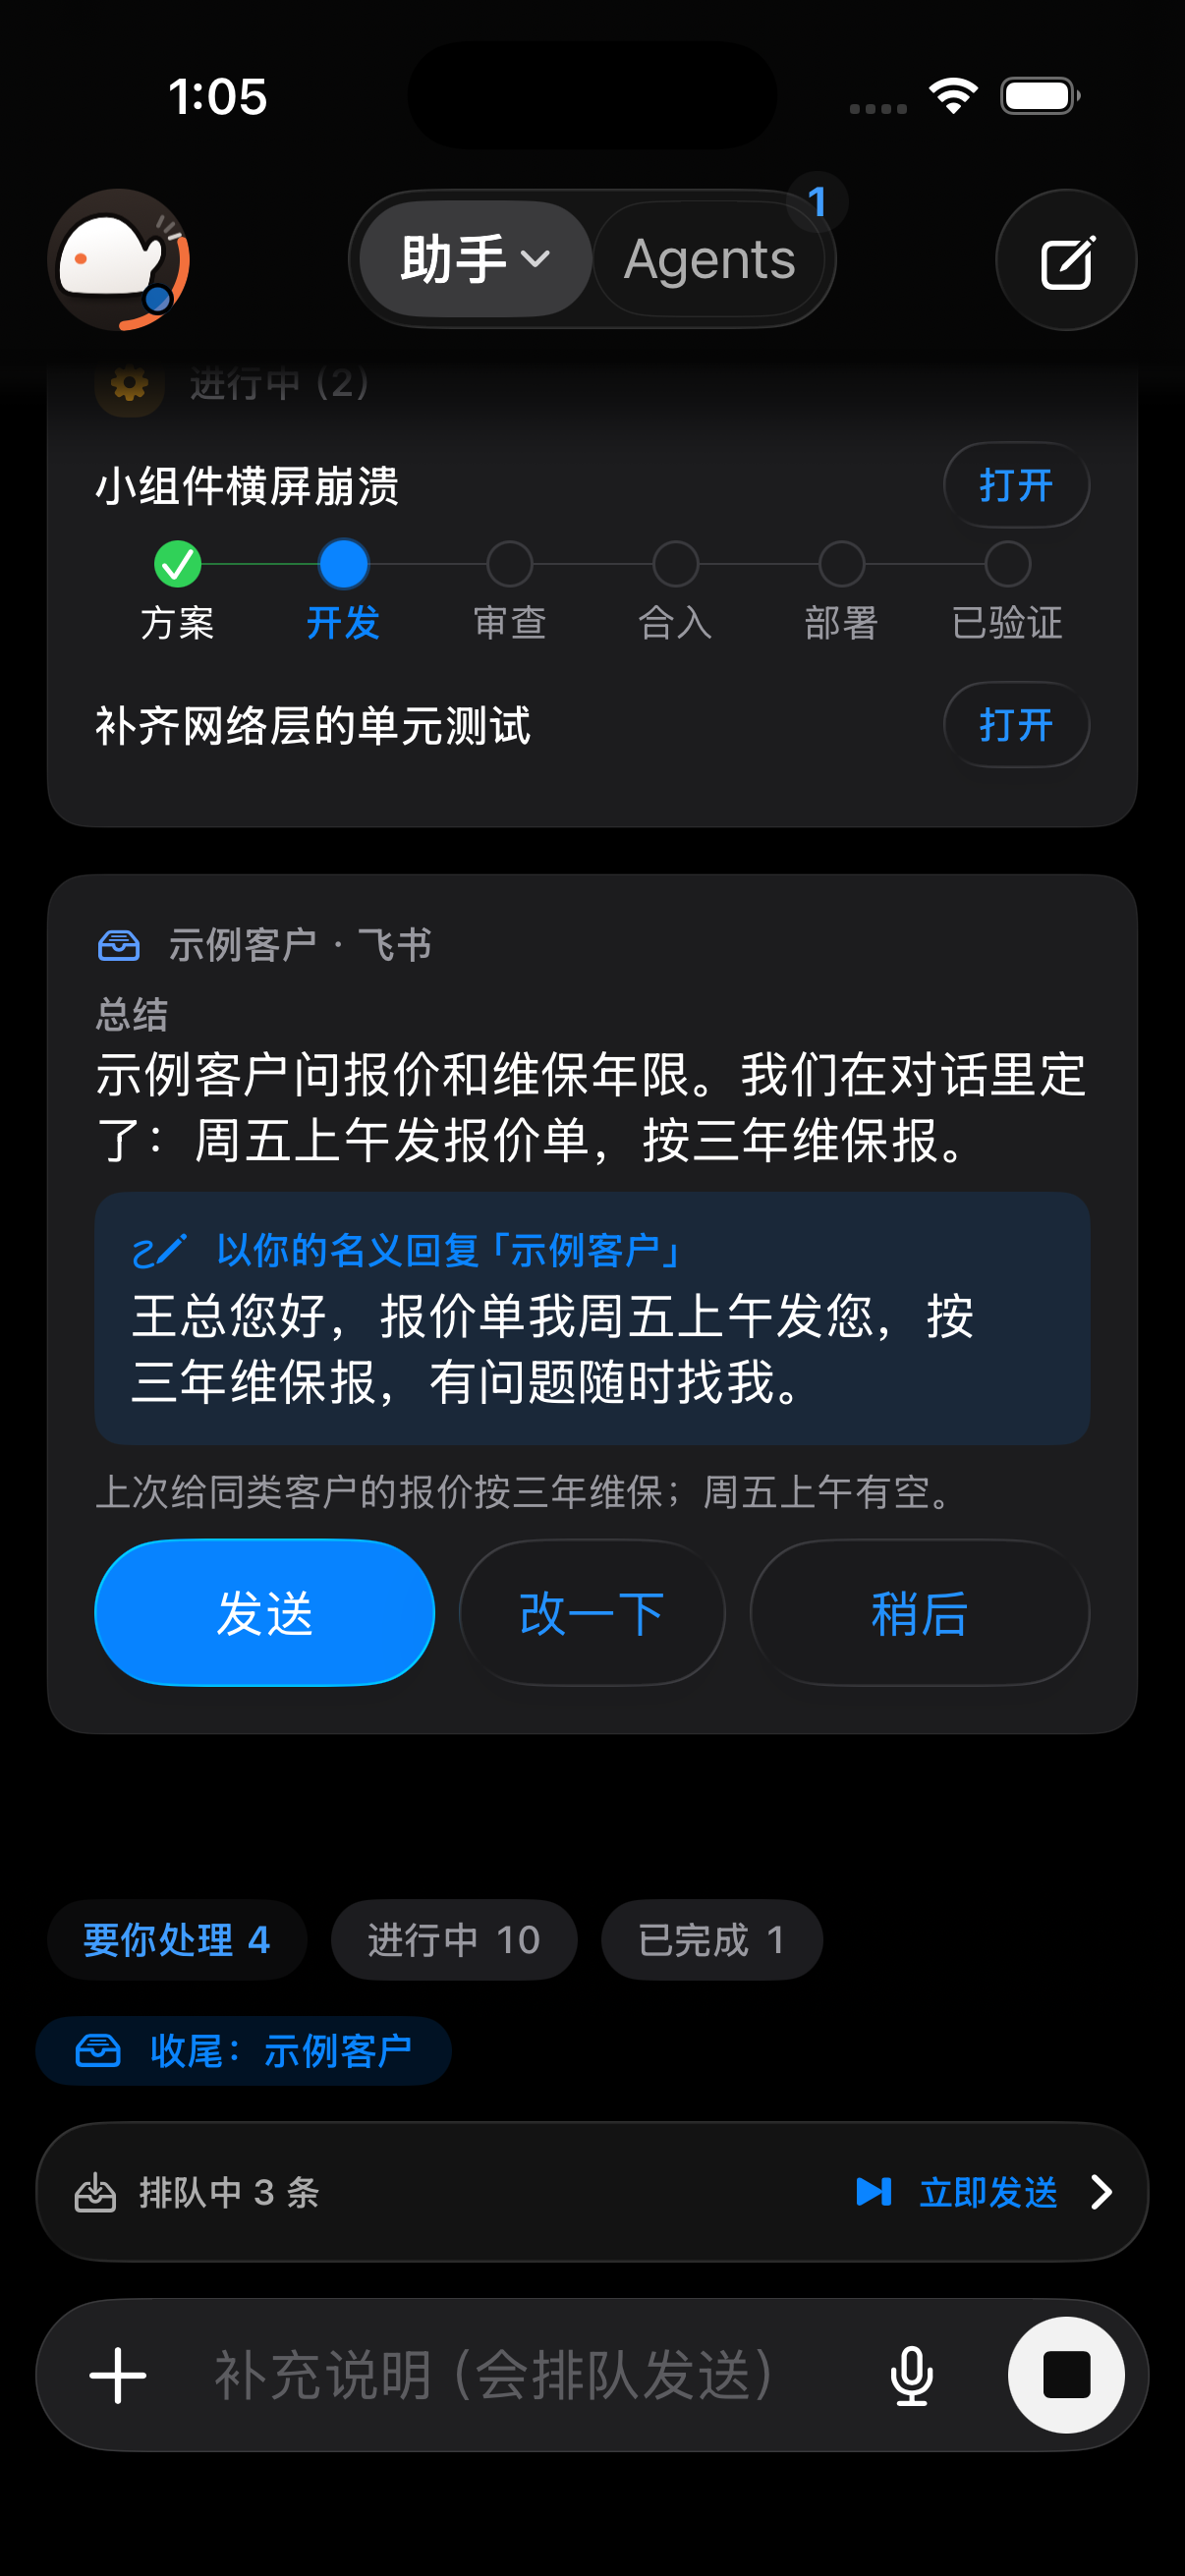 1:05
助手
Agents
1
进行中 (2)
小组件横屏崩溃
打开
方案
开发
审查
合入
部署
已验证
补齐网络层的单元测试
打开
示例客户 · 飞书
总结
示例客户问报价和维保年限。我们在对话里定
了：周五上午发报价单，按三年维保报。
以你的名义回复「示例客户」
王总您好，报价单我周五上午发您，按
三年维保报，有问题随时找我。
上次给同类客户的报价按三年维保；周五上午有空。
发送
改一下
稍后
要你处理 4
进行中 10
已完成 1
收尾：示例客户
排队中 3 条
立即发送
补充说明（会排队发送）